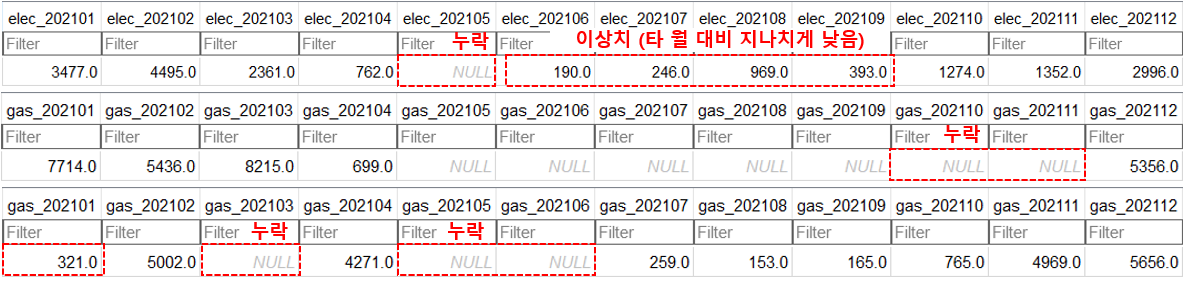 elec_202101 elec_202102 elec_202103 elec_202104 elec_202105 elec_202106 elec_202107 elec_202108 elec_202109 elec_202110 elec_202111 elec_202112
Filter Filter Filter Filter Filter 누락 Filter 이상치 (타 월 대비 지나치게 낮음) Filter Filter Filter
3477.0 4495.0 2361.0 762.0 NULL 190.0 246.0 969.0 393.0 1274.0 1352.0 2996.0
gas_202101 gas_202102 gas_202103 gas_202104 gas_202105 gas_202106 gas_202107 gas_202108 gas_202109 gas_202110 gas_202111 gas_202112
Filter Filter Filter Filter Filter Filter Filter Filter Filter Filter 누락 Filter Filter
7714.0 5436.0 8215.0 699.0 NULL NULL NULL NULL NULL NULL NULL 5356.0
gas_202101 gas_202102 gas_202103 gas_202104 gas_202105 gas_202106 gas_202107 gas_202108 gas_202109 gas_202110 gas_202111 gas_202112
Filter Filter Filter 누락 Filter Filter 누락 Filter Filter Filter Filter Filter Filter Filter
321.0 5002.0 NULL 4271.0 NULL NULL 259.0 153.0 165.0 765.0 4969.0 5656.0